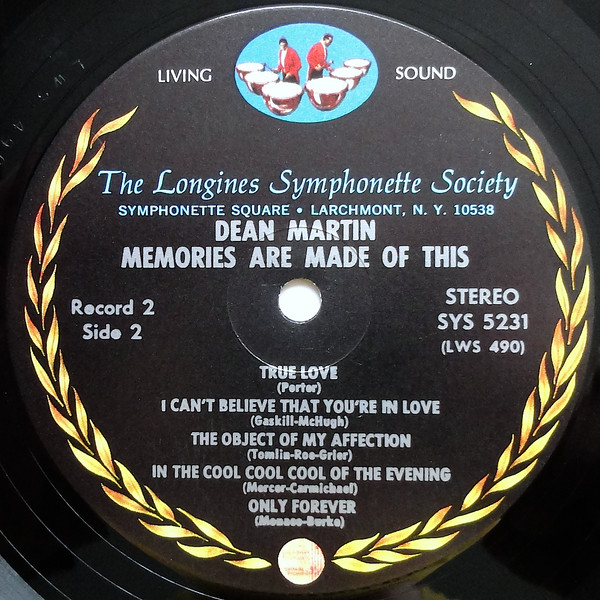 LIVING SOUND
The Longines Symphonette Society
SYMPHONETTE SQUARE • LARCHMONT, N. Y. 10538
DEAN MARTIN
MEMORIES ARE MADE OF THIS
Record 2
Side 2
STEREO
SYS 5231
(LWS 490)
TRUE LOVE
(Porter)
I CAN'T BELIEVE THAT YOU'RE IN LOVE
(Gaskill-McHugh)
THE OBJECT OF MY AFFECTION
(Tomlin-Roe-Grier)
IN THE COOL COOL COOL OF THE EVENING
(Mercer-Carmichael)
ONLY FOREVER
(Monaco-Burke)